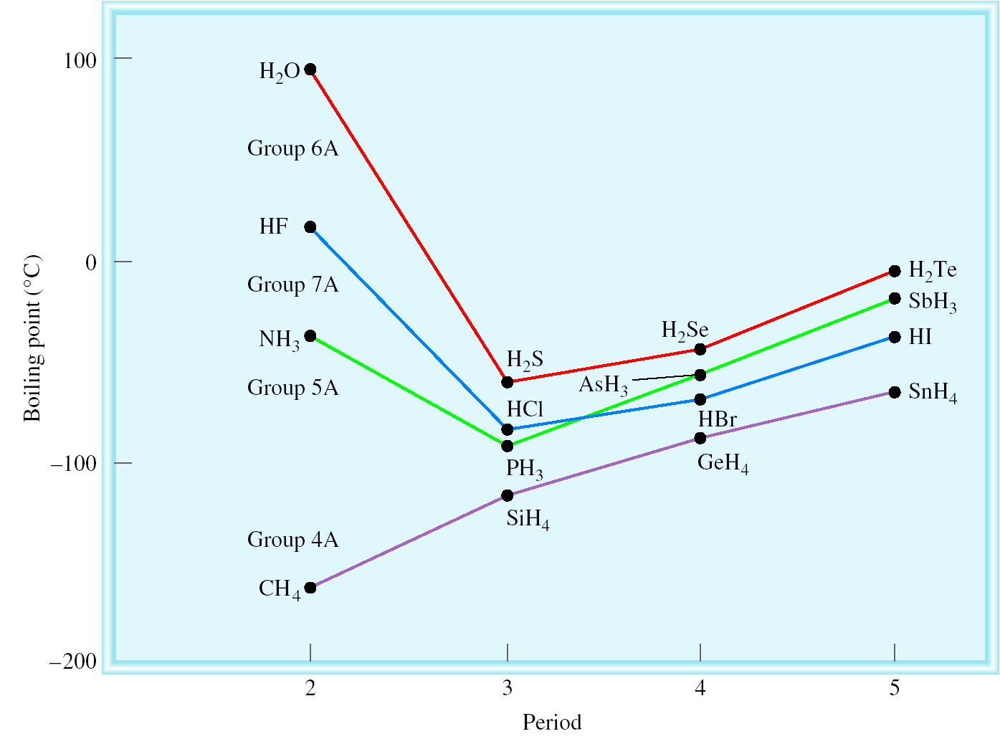 100
H₂O
Group 6A
HF
0
H₂Te
Group 7A
SbH₃
H₂Se
HI
NH₃
H₂S
Boiling point (°C)
AsH₃
Group 5A
SnH₄
HCl
HBr
–100
PH₃
GeH₄
SiH₄
Group 4A
CH₄
–200
2 3 4 5
Period